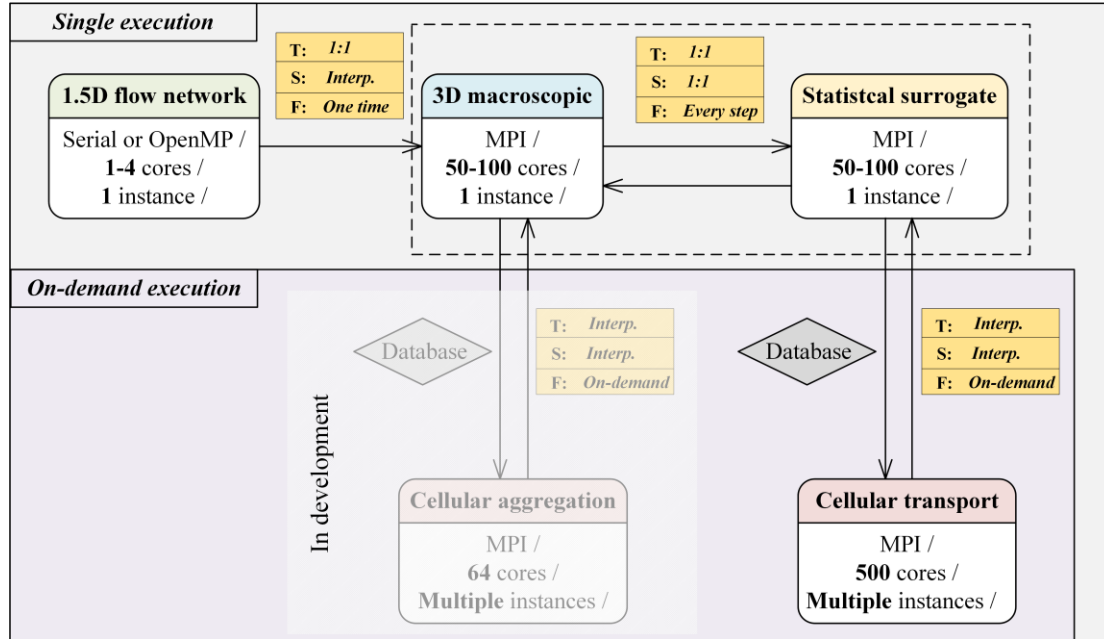 Single execution
T: 1:1
S: Interp.
F: One time
T: 1:1
S: 1:1
F: Every step
1.5D flow network
Serial or OpenMP /
1-4 cores /
1 instance /
3D macroscopic
MPI /
50-100 cores /
1 instance /
Statistcal surrogate
MPI /
50-100 cores /
1 instance /
On-demand execution
In development
Database
T: Interp.
S: Interp.
F: On-demand
Database
T: Interp.
S: Interp.
F: On-demand
Cellular aggregation
MPI /
64 cores /
Multiple instances /
Cellular transport
MPI /
500 cores /
Multiple instances /